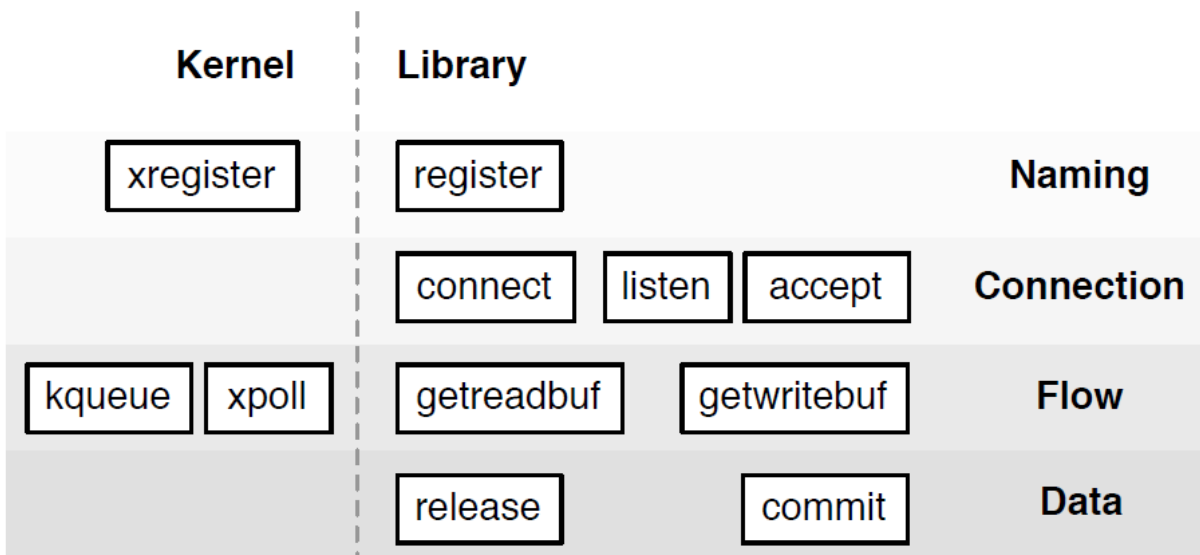 Kernel Library
xregister register Naming
connect listen accept Connection
kqueue xpoll getreadbuf getwritebuf Flow
release commit Data